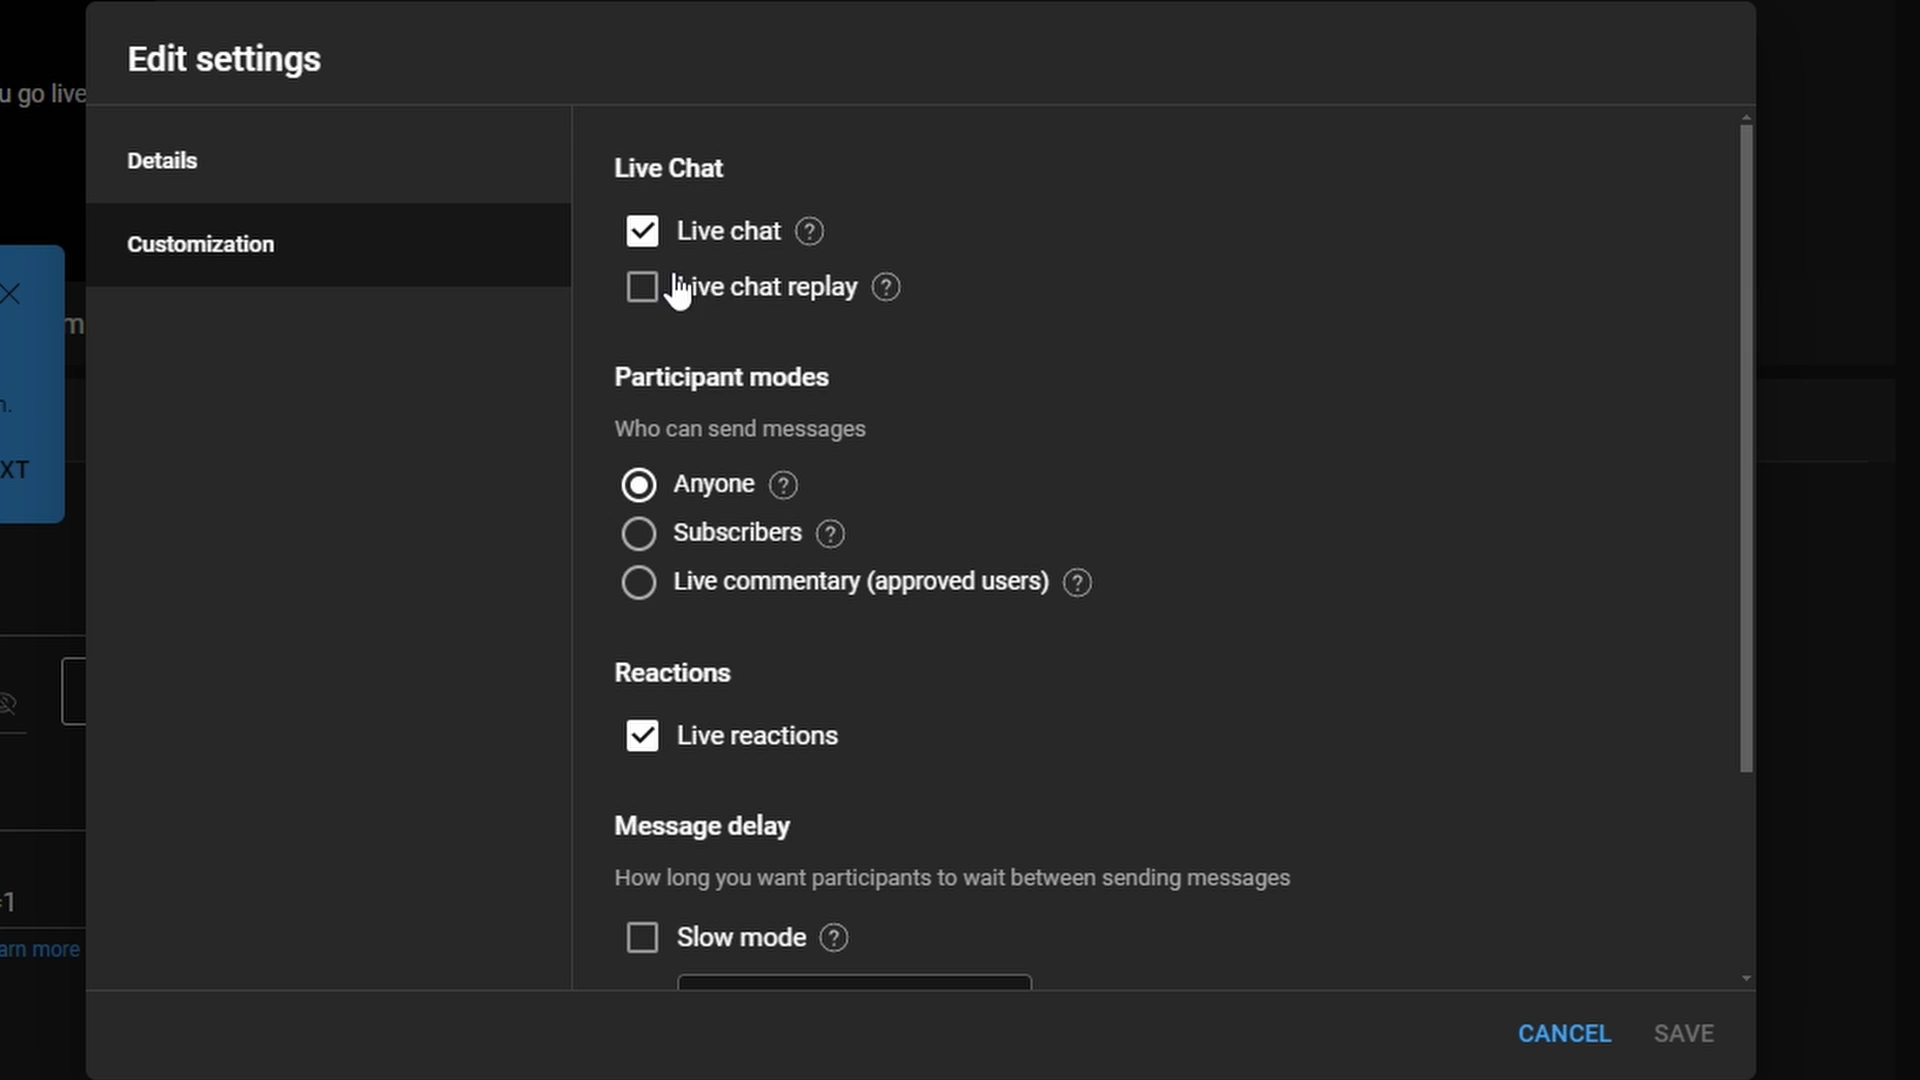 Edit settings
u go live
Details
Customization
Live Chat
Live chat ?
Live chat replay ?
Participant modes
Who can send messages
Anyone ?
Subscribers ?
Live commentary (approved users) ?
Reactions
Live reactions
Message delay
How long you want participants to wait between sending messages
Slow mode ?
CANCEL SAVE
m
n.
XT
1
arn more